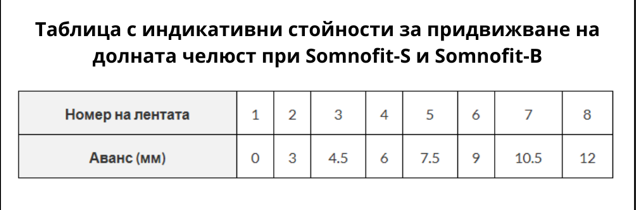 Таблица с индикативни стойности за придвижване на
долната челюст при Somnofit-S и Somnofit-B
Номер на лентата 1 2 3 4 5 6 7 8
Аванс (мм) 0 3 4.5 6 7.5 9 10.5 12